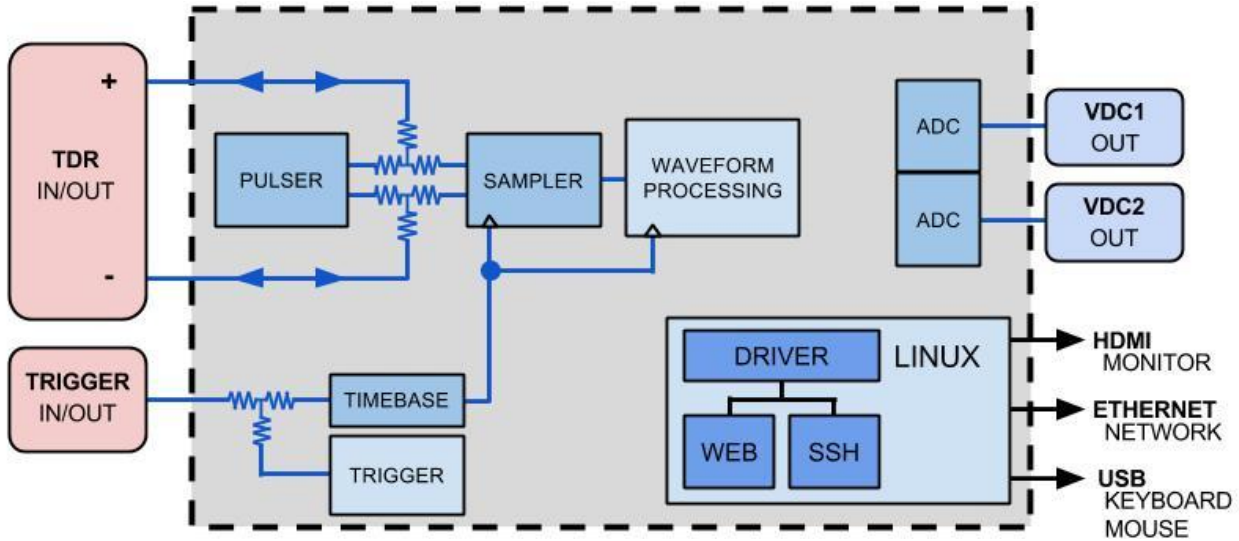 +
TDR
IN/OUT
-
TRIGGER
IN/OUT
PULSER
SAMPLER
WAVEFORM
PROCESSING
TIMEBASE
TRIGGER
ADC
ADC
VDC1
OUT
VDC2
OUT
DRIVER
LINUX
WEB
SSH
HDMI
MONITOR
ETHERNET
NETWORK
USB
KEYBOARD
MOUSE